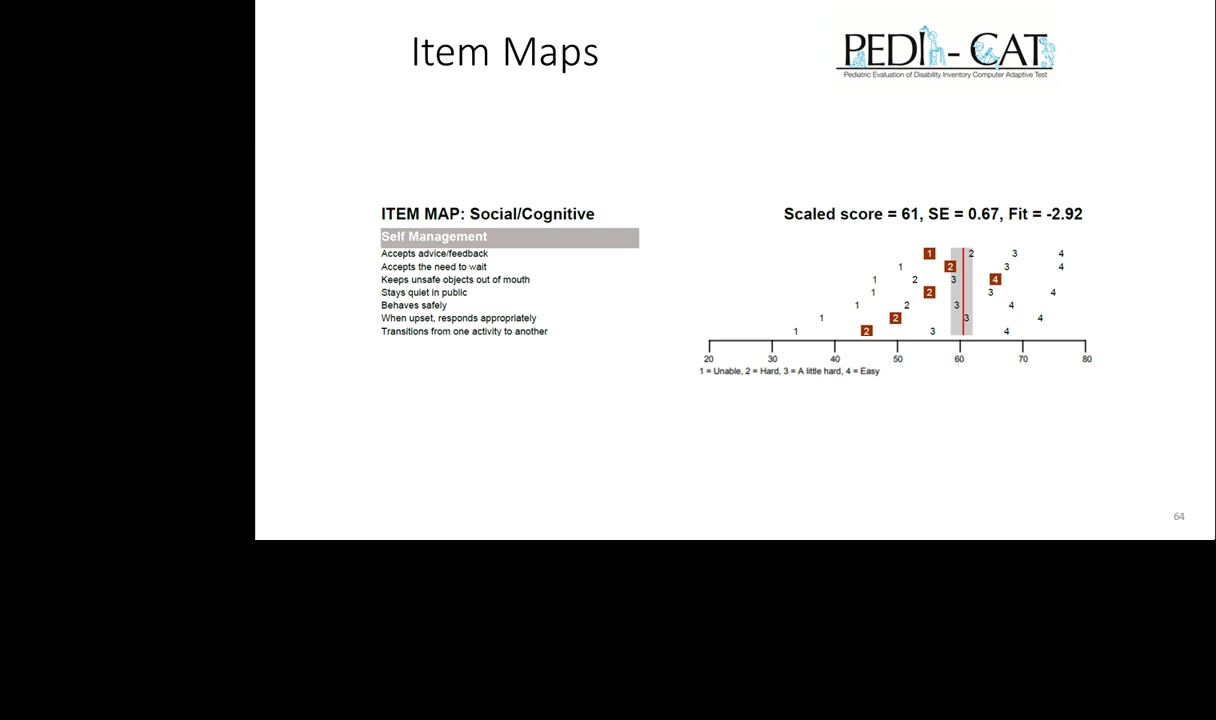 Item Maps
PEDI-CAT
Pediatric Evaluation of Disability Inventory Computer Adaptive Test
ITEM MAP: Social/Cognitive
Scaled score = 61, SE = 0.67, Fit = -2.92
Self Management
Accepts advice/feedback 1 2 3 4
Accepts the need to wait 1 2 3 4
Keeps unsafe objects out of mouth 1 2 3 4
Stays quiet in public 1 2 3 4
Behaves safely 1 2 3 4
When upset, responds appropriately 1 2 3 4
Transitions from one activity to another 1 2 3 4
20 30 40 50 60 70 80
1 = Unable, 2 = Hard, 3 = A little hard, 4 = Easy
64